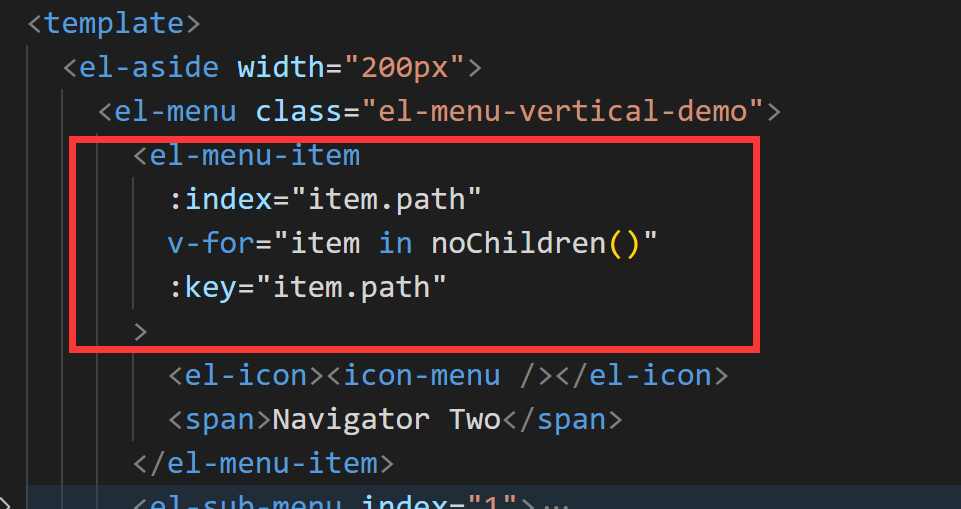 <template>
<el-aside width="200px">
<el-menu class="el-menu-vertical-demo">
<el-menu-item
:index="item.path"
v-for="item in noChildren()"
:key="item.path"
>
<el-icon><icon-menu /></el-icon>
<span>Navigator Two</span>
</el-menu-item>
<el-sub-menu index="1">…